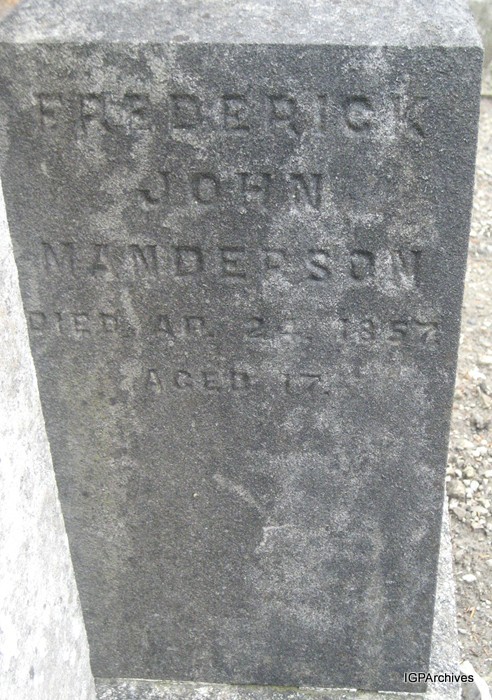 FREDERICK
JOHN
MANDERSON
DIED. AP. 24. 1857
AGED 17.
IGPArchives